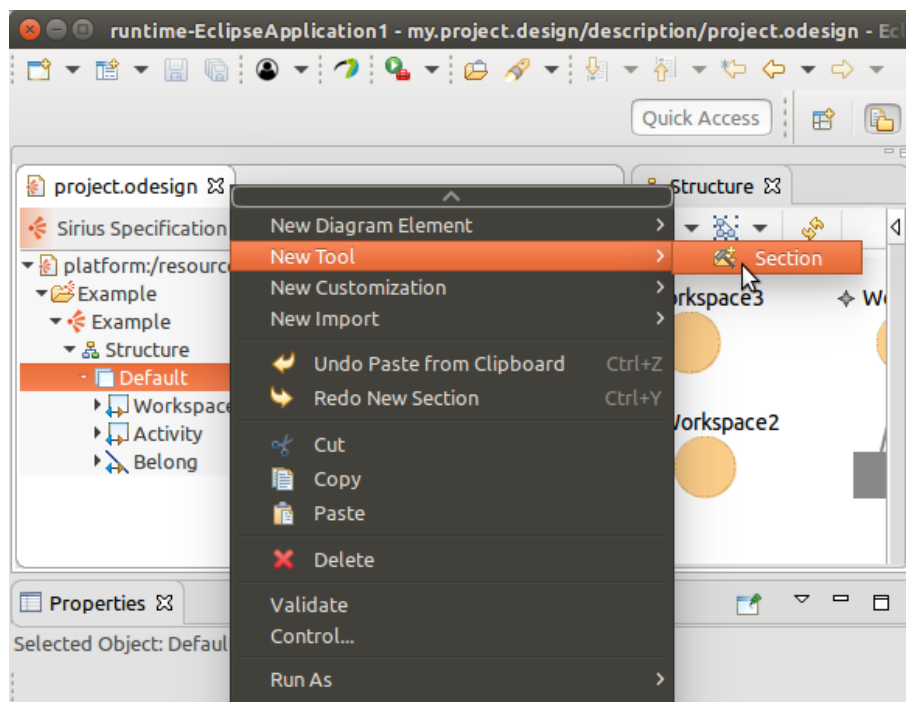 runtime-EclipseApplication1 - my.project.design/description/project.odesign - Ecl
Quick Access
project.odesign
Structure
Sirius Specification
platform:/resourc
Example
Example
Structure
Default
Workspace
Activity
Belong
New Diagram Element
New Tool
New Customization
New Import
Undo Paste from Clipboard Ctrl+Z
Redo New Section Ctrl+Y
Cut
Copy
Paste
Delete
Validate
Control...
Run As
Section
orkspace3
Wo
Workspace2
Properties
Selected Object: Defaul